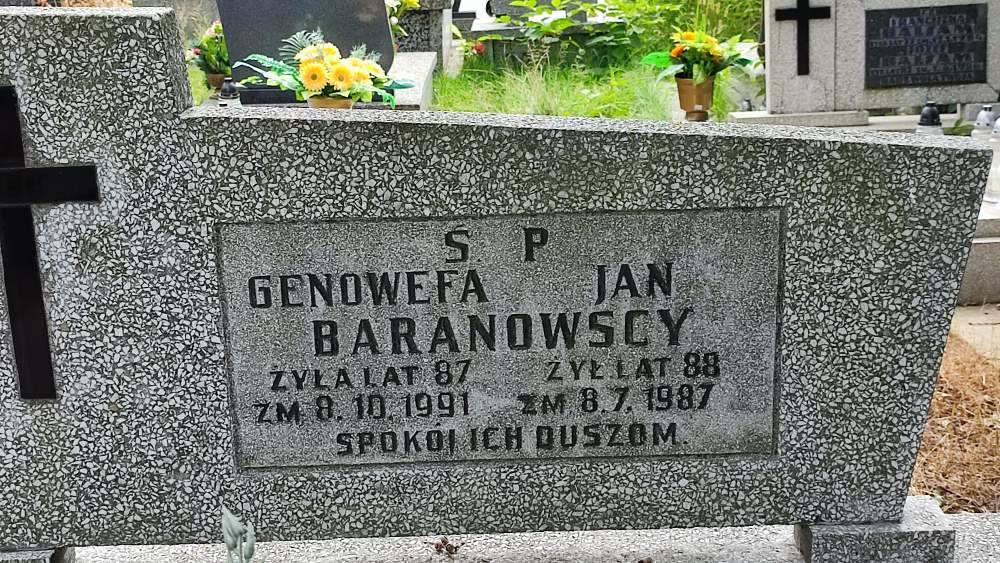 Ś. P
GENOWEFA JAN
BARANOWSCY
ŻYŁA LAT 87 ŻYŁ LAT 88
ZM 8.10.1991 ZM 8.7.1987
SPOKÓJ ICH DUSZOM.